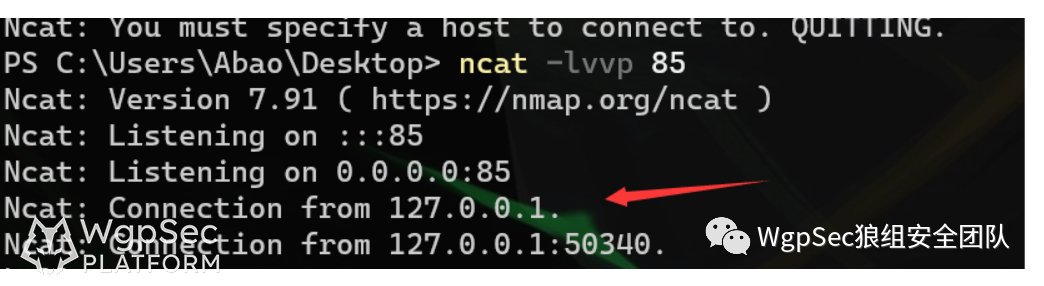 Ncat: You must specify a host to connect to. QUITTING.
PS C:\Users\Abao\Desktop> ncat -lvvp 85
Ncat: Version 7.91 ( https://nmap.org/ncat )
Ncat: Listening on :::85
Ncat: Listening on 0.0.0.0:85
Ncat: Connection from 127.0.0.1.
Ncat: Connection from 127.0.0.1:50340.
WgpSec
PLATFORM
WgpSec狼组安全团队